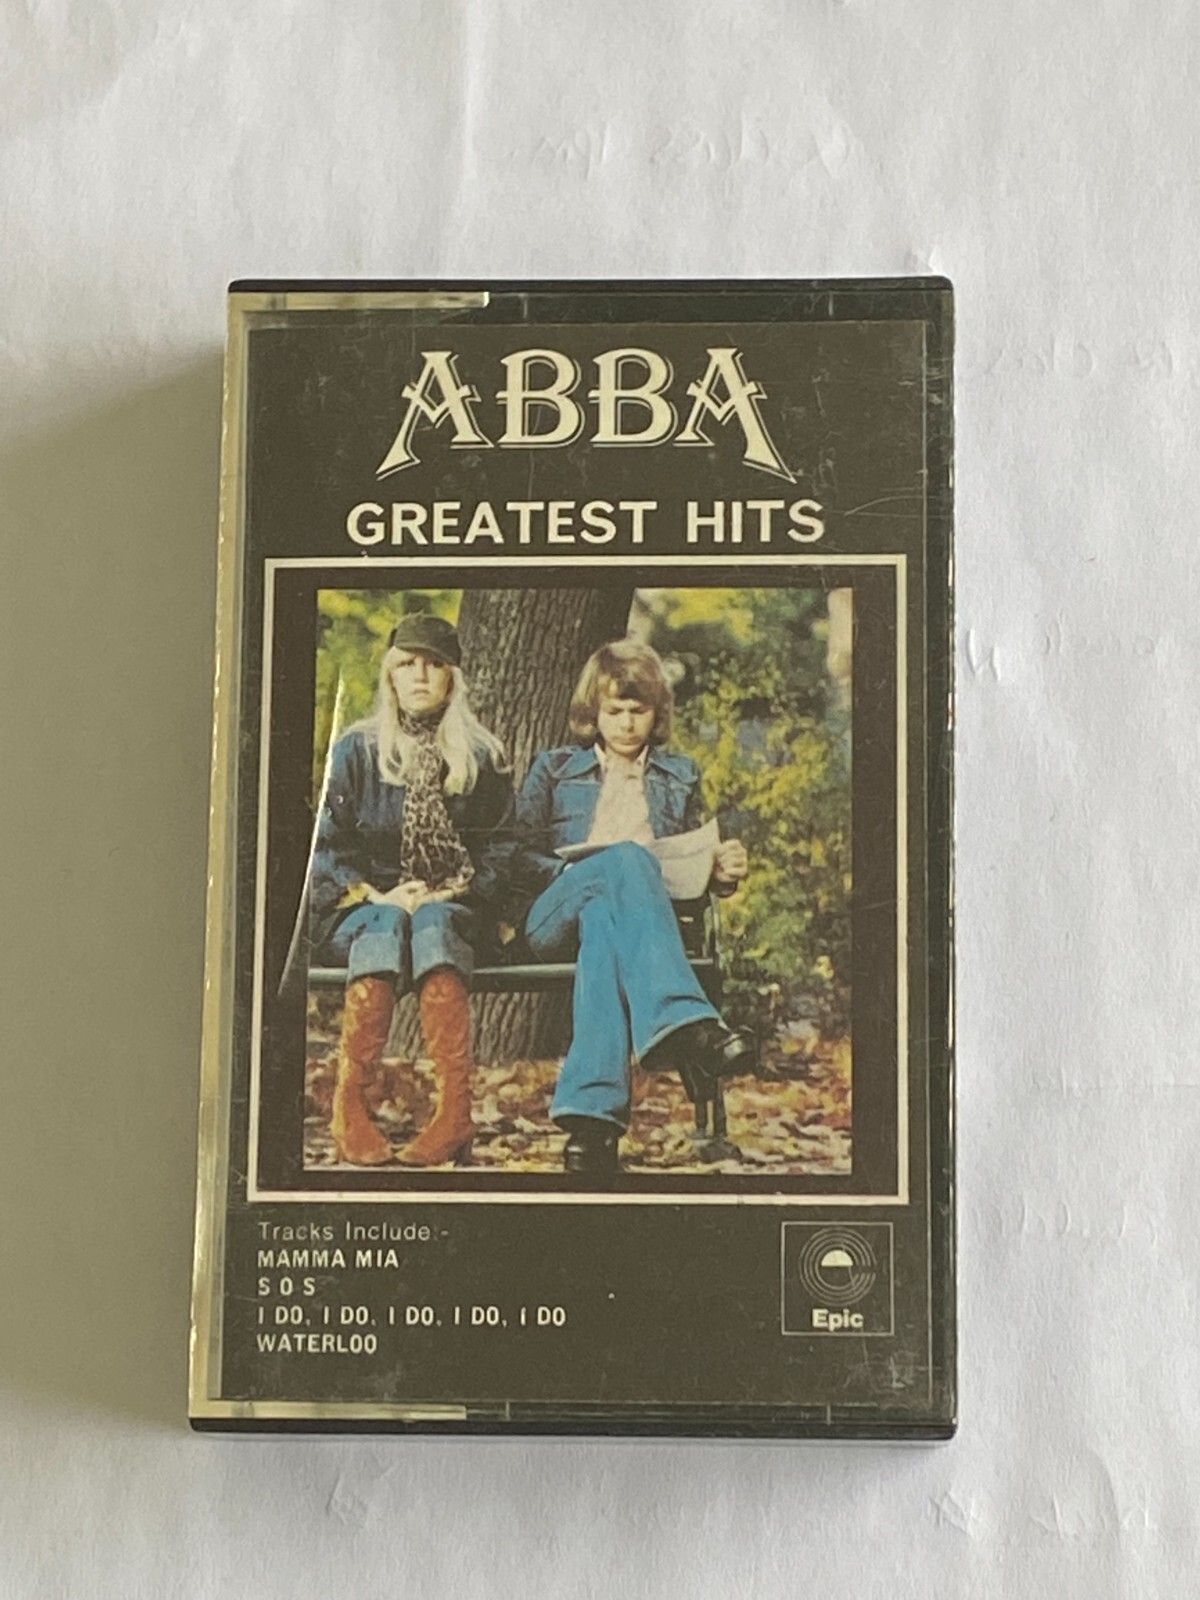 ABBA
GREATEST HITS
Tracks Include:-
MAMMA MIA
S O S
I DO, I DO, I DO, I DO, I DO
WATERLOO
Epic